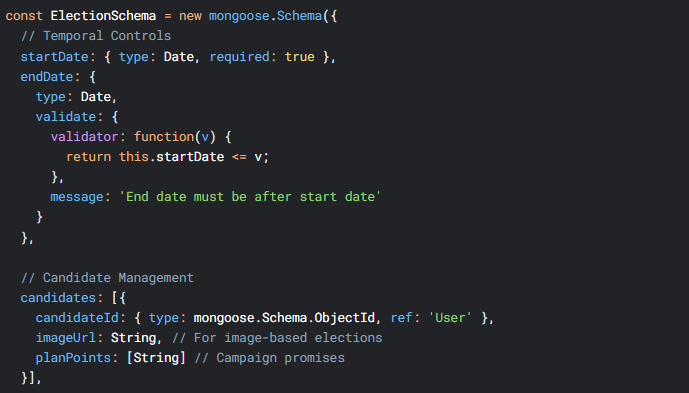 const ElectionSchema = new mongoose.Schema({
  // Temporal Controls
  startDate: { type: Date, required: true },
  endDate: {
    type: Date,
    validate: {
      validator: function(v) {
        return this.startDate <= v;
      },
      message: 'End date must be after start date'
    }
  },

  // Candidate Management
  candidates: [{
    candidateId: { type: mongoose.Schema.ObjectId, ref: 'User' },
    imageUrl: String, // For image-based elections
    planPoints: [String] // Campaign promises
  }],